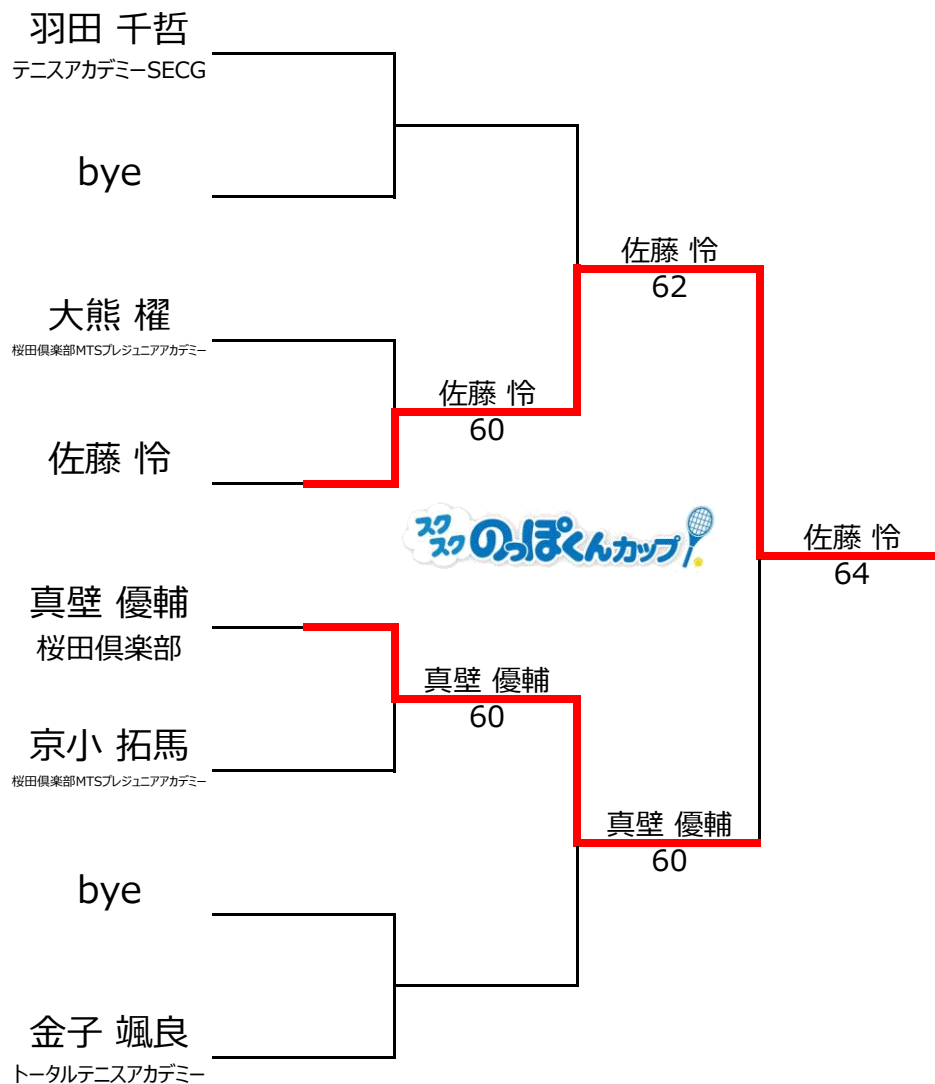 羽田 千哲
テニスアカデミーSECG
bye
佐藤 怜
62
大熊 櫂
桜田倶楽部MTSプレジュニアアカデミー
佐藤 怜
60
佐藤 怜
スクスクのっぽくんカップ
佐藤 怜
64
真壁 優輔
桜田倶楽部
真壁 優輔
60
京小 拓馬
桜田倶楽部MTSプレジュニアアカデミー
真壁 優輔
60
bye
金子 颯良
トータルテニスアカデミー